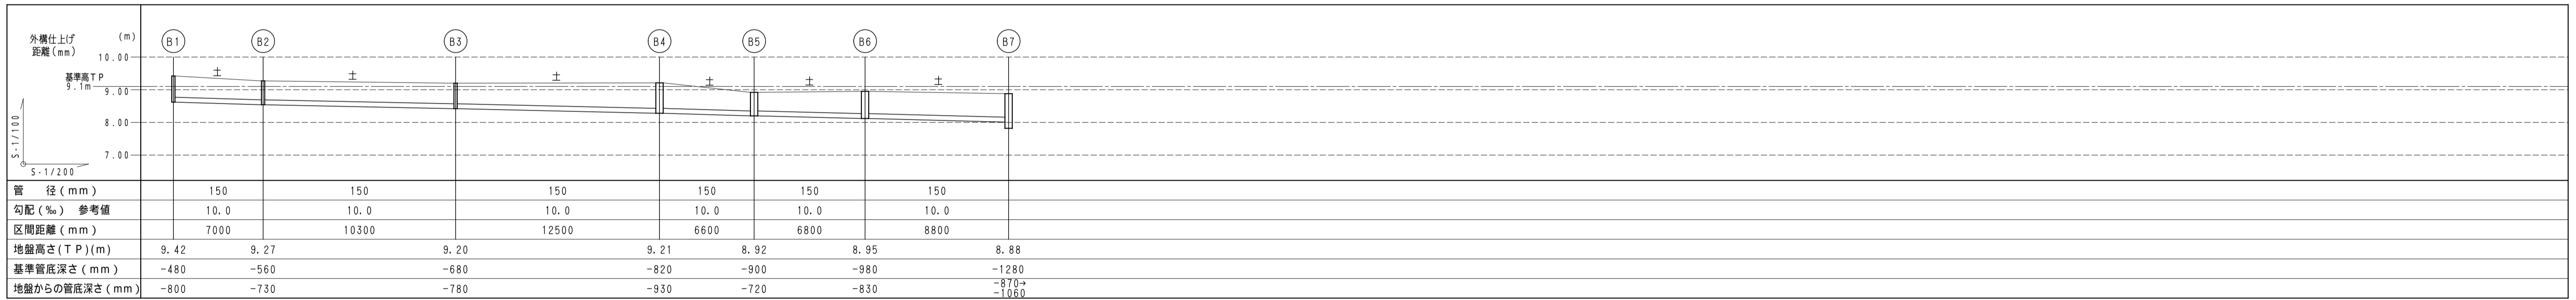 外構仕上げ
距離(mm)
(m)
B1 B2 B3 B4 B5 B6 B7
10.00
± ± ± ± ± ±
基準高TP
9.1m
9.00
8.00
7.00
S-1/100
S-1/200
管　径(mm) 150 150 150 150 150 150
勾配(‰) 参考値 10.0 10.0 10.0 10.0 10.0 10.0
区間距離(mm) 7000 10300 12500 6600 6800 8800
地盤高さ(TP)(m) 9.42 9.27 9.20 9.21 8.92 8.95 8.88
基準管底深さ(mm) -480 -560 -680 -820 -900 -980 -1280
地盤からの管底深さ(mm) -800 -730 -780 -930 -720 -830 -870→
-1060